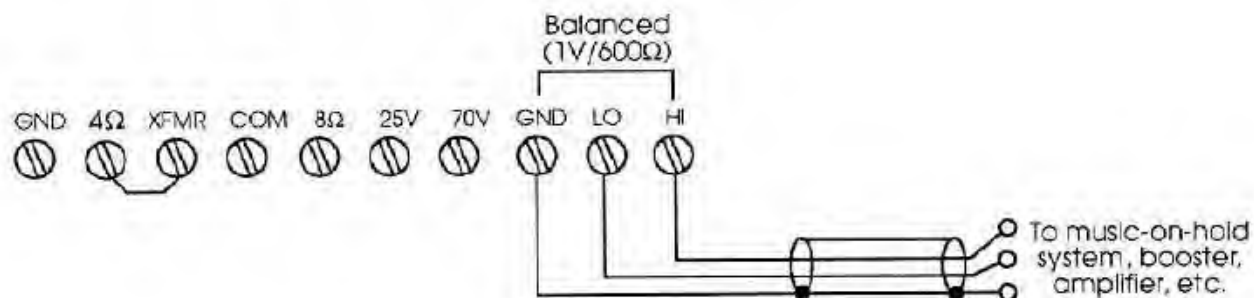 Balanced
(1V/600Ω)
GND 4Ω XFMR COM 8Ω 25V 70V GND LO HI
To music-on-hold
system, booster,
amplifier, etc.